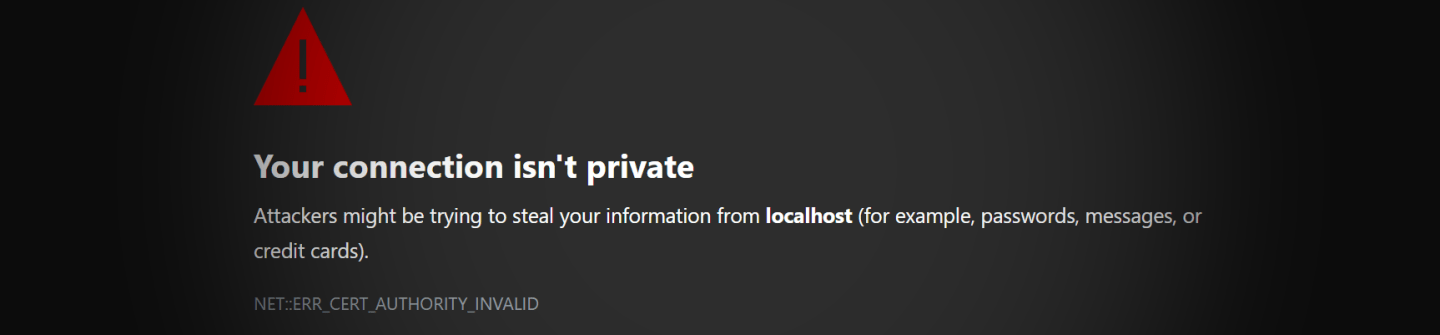 Your connection isn't private
Attackers might be trying to steal your information from localhost (for example, passwords, messages, or
credit cards).
NET::ERR_CERT_AUTHORITY_INVALID